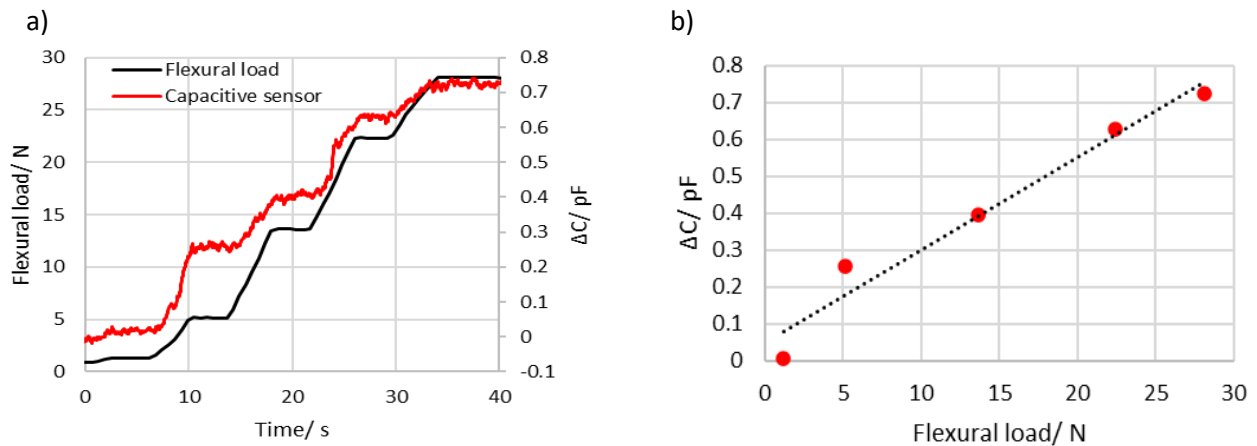 a)
Flexural load/ N
30
25
20
15
10
5
0
Flexural load
Capacitive sensor
0.8
0.7
0.6
0.5
0.4
0.3
0.2
0.1
0
-0.1
ΔC/ pF
0 10 20 30 40
Time/ s
b)
ΔC/ pF
0.8
0.7
0.6
0.5
0.4
0.3
0.2
0.1
0
0 5 10 15 20 25 30
Flexural load/ N